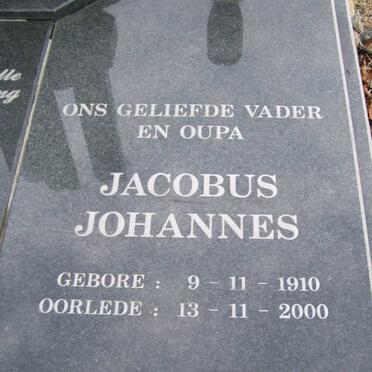 ONS GELIEFDE VADER
EN OUPA
JACOBUS
JOHANNES
GEBORE : 9 - 11 - 1910
OORLEDE : 13 - 11 - 2000